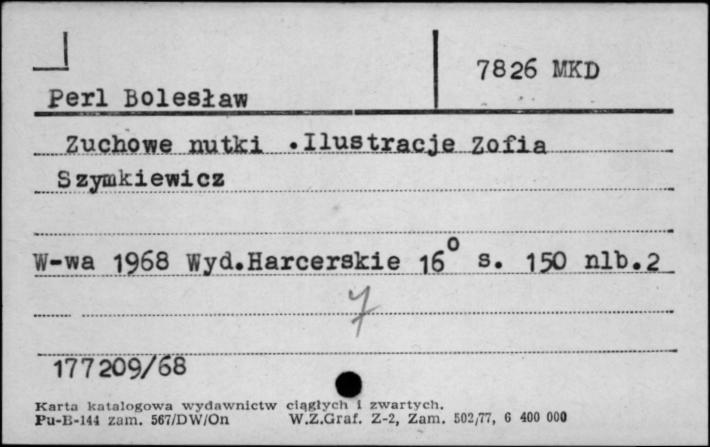 7826 MKD
Perl Bolesław
Zuchowe nutki .Ilustracje Zofia
Szymkiewicz
W-wa 1968 Wyd.Harcerskie 16° s. 150 nlb.2
7
177209/68
Karta katalogowa wydawnictw ciągłych i zwartych.
Pu-B-144 zam. 567/DW/On W.Z.Graf. Z-2, Zam. 502/77, 6 400 000